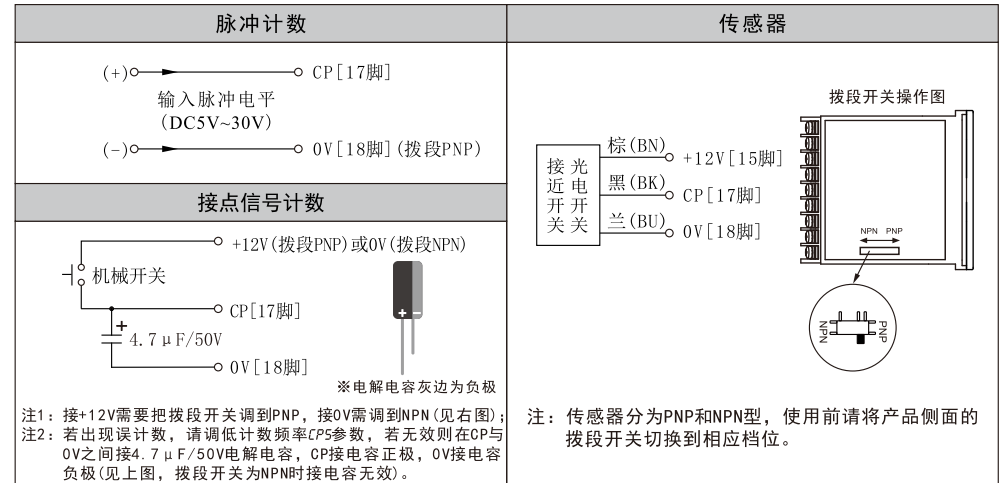 脉冲计数
(+) CP[17脚]
输入脉冲电平
(DC5V~30V)
(-) 0V[18脚](拨段PNP)
接点信号计数
+12V(拨段PNP)或0V(拨段NPN)
机械开关
CP[17脚]
+ 4.7μF/50V
0V[18脚]
+ -
※电解电容灰边为负极
注1：接+12V需要把拨段开关调到PNP，接0V需调到NPN(见右图)；
注2：若出现误计数，请调低计数频率CPS参数，若无效则在CP与
0V之间接4.7μF/50V电解电容，CP接电容正极，0V接电容
负极(见上图，拨段开关为NPN时接电容无效)。
传感器
拨段开关操作图
接近开关
光电开关
棕(BN) +12V[15脚]
黑(BK) CP[17脚]
兰(BU) 0V[18脚]
NPN PNP
NPN PNP
注：传感器分为PNP和NPN型，使用前请将产品侧面的
拨段开关切换到相应档位。